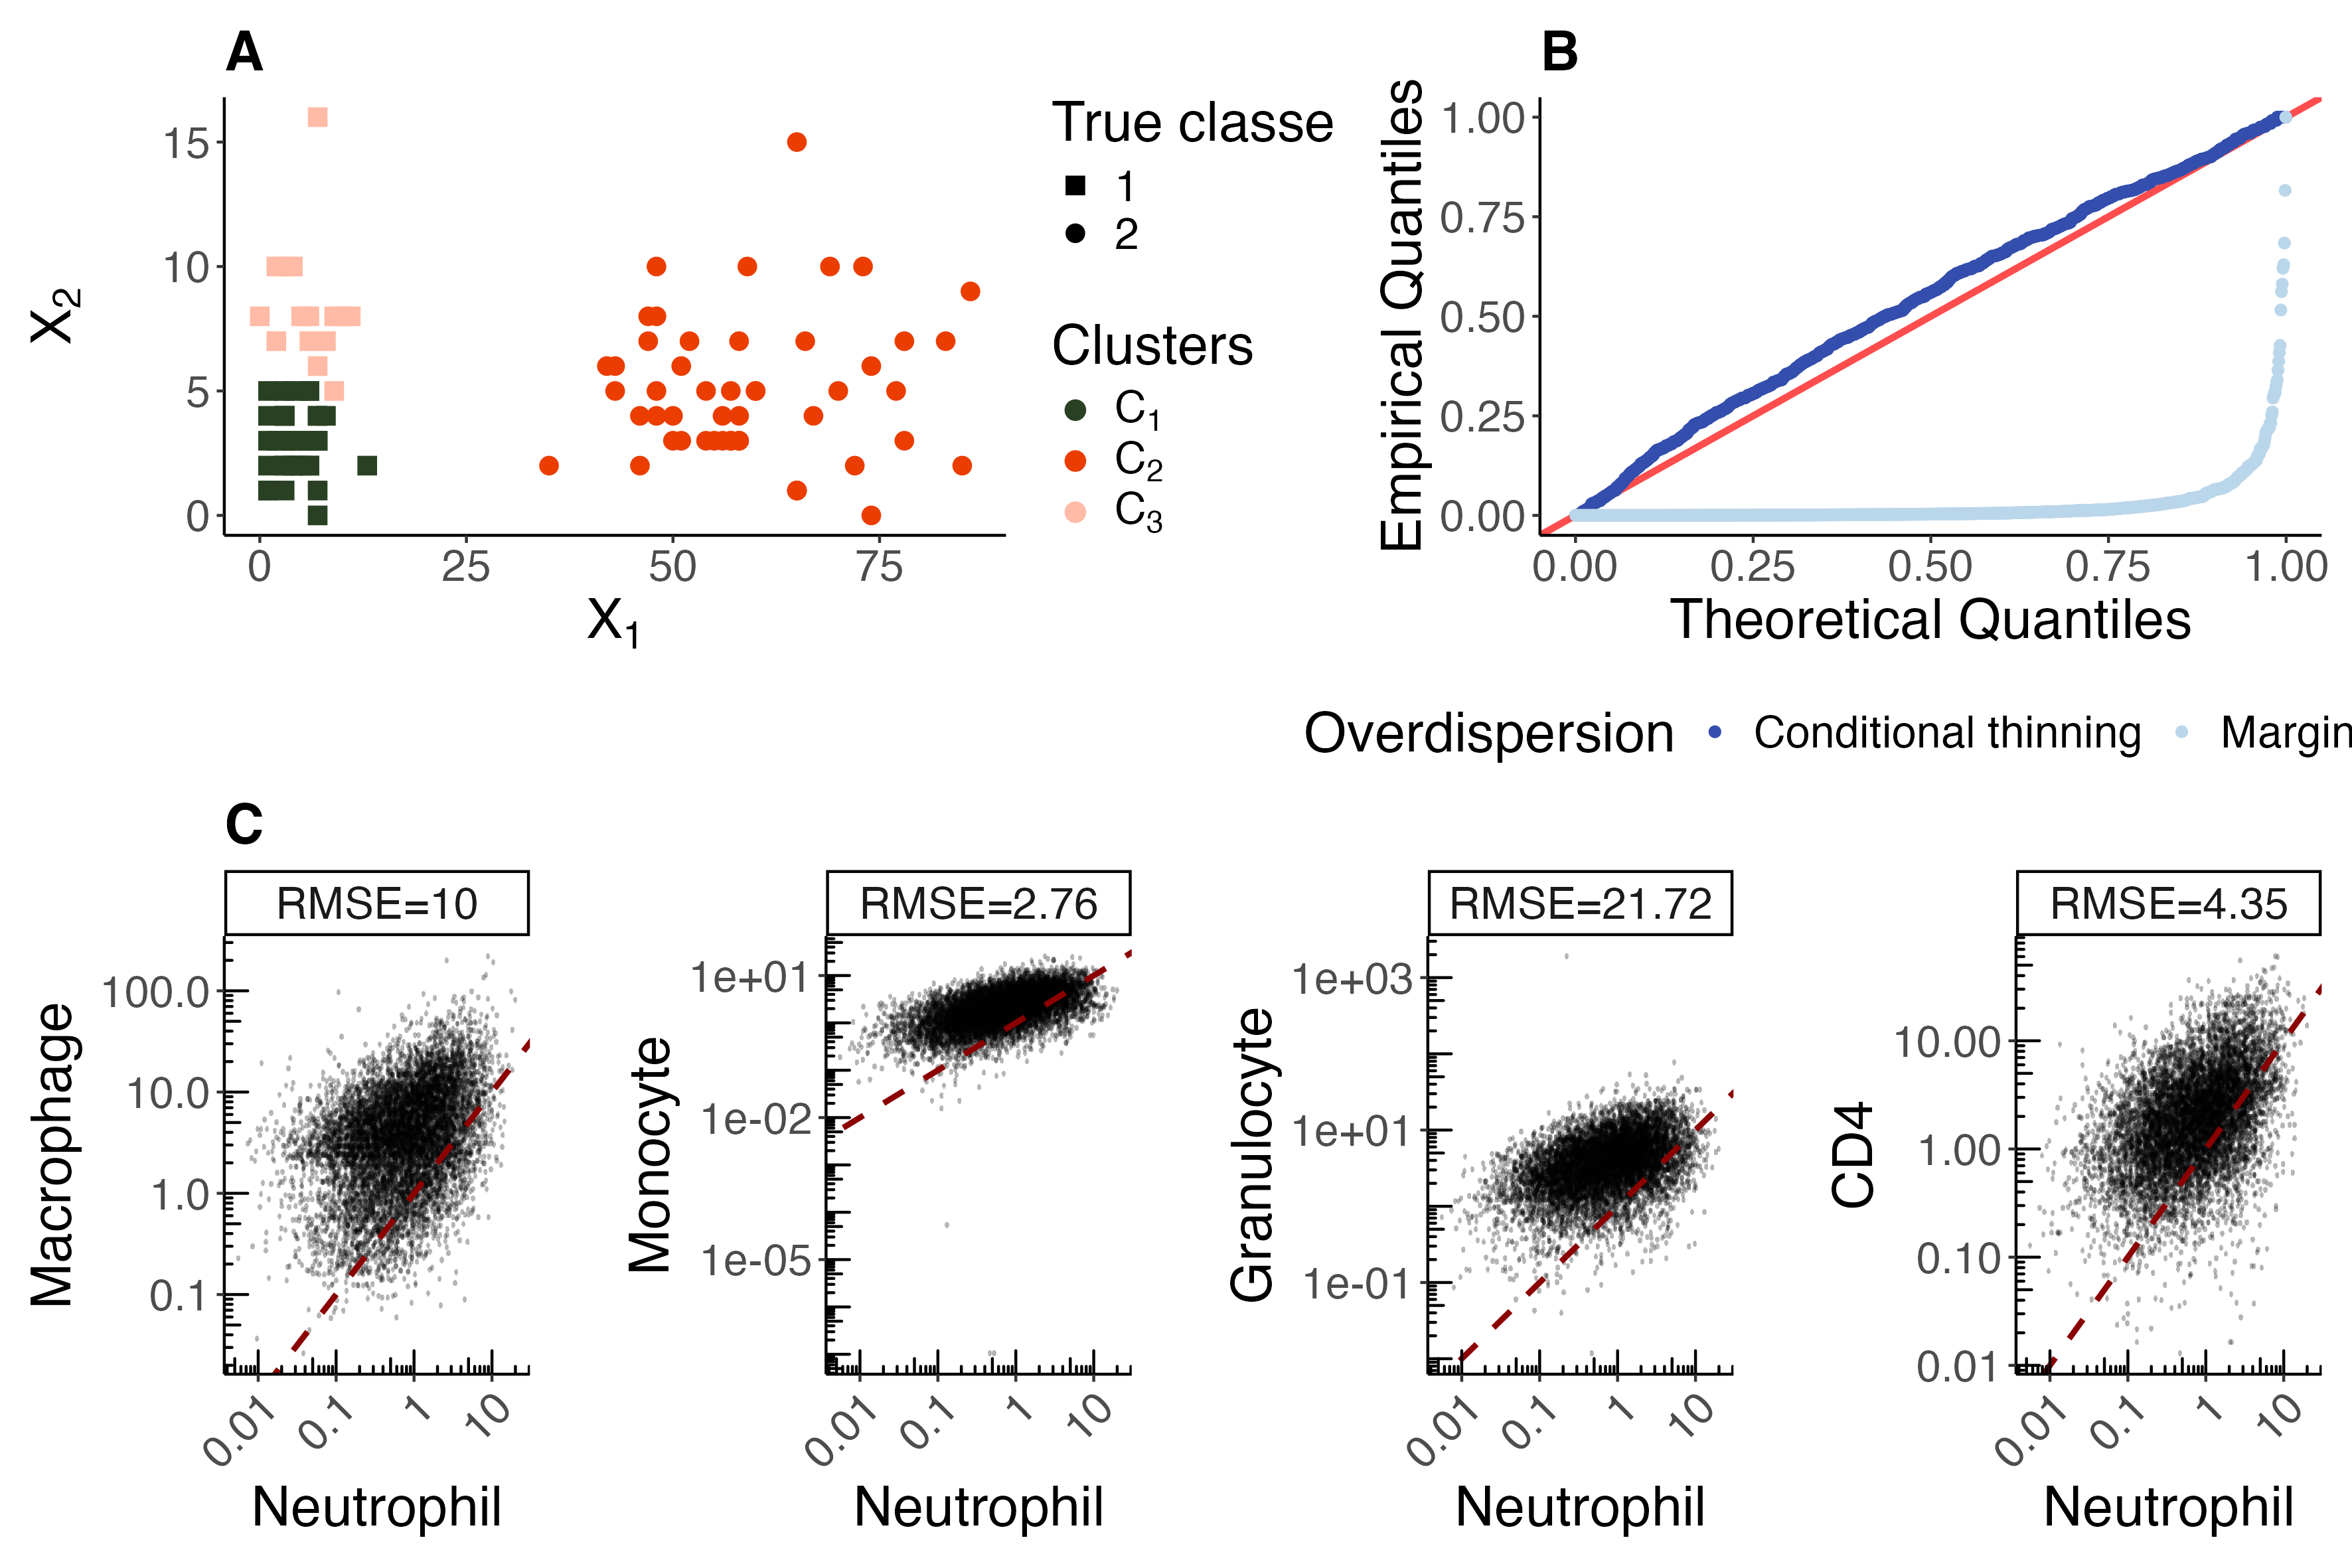 A
X2
15
10
5
0
0 25 50 75
X1
True classe
1
2
Clusters
C1
C2
C3
B
Empirical Quantiles
1.00
0.75
0.50
0.25
0.00
0.00 0.25 0.50 0.75 1.00
Theoretical Quantiles
Overdispersion Conditional thinning Margin
C
RMSE=10
Macrophage
100.0
10.0
1.0
0.1
0.01 0.1 1 10
Neutrophil
RMSE=2.76
Monocyte
1e+01
1e-02
1e-05
0.01 0.1 1 10
Neutrophil
RMSE=21.72
Granulocyte
1e+03
1e+01
1e-01
0.01 0.1 1 10
Neutrophil
RMSE=4.35
CD4
10.00
1.00
0.10
0.01
0.01 0.1 1 10
Neutrophil